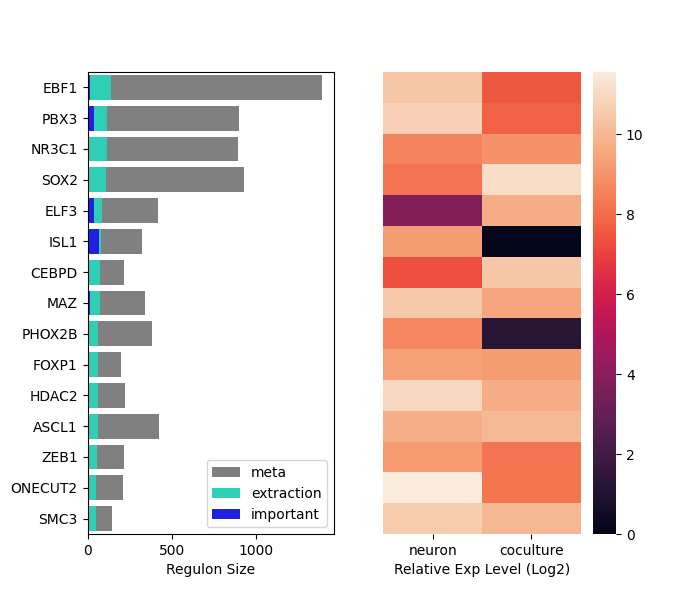 EBF1
PBX3
NR3C1
SOX2
ELF3
ISL1
CEBPD
MAZ
PHOX2B
FOXP1
HDAC2
ASCL1
ZEB1
ONECUT2
SMC3
meta
extraction
important
0 500 1000
Regulon Size
neuron coculture
Relative Exp Level (Log2)
10
8
6
4
2
0